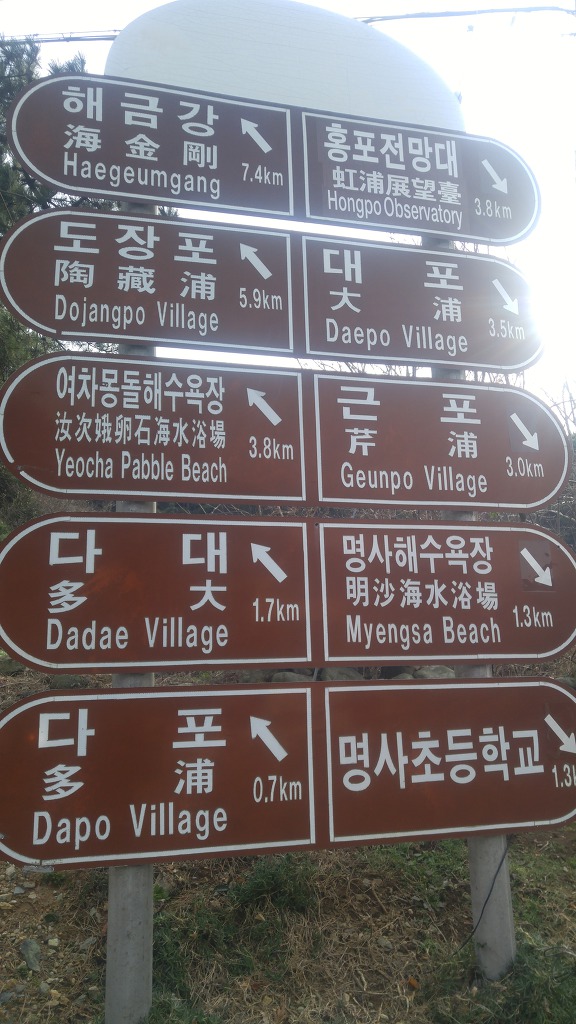 해금강
海金剛
Haegeumgang
7.4km
홍포전망대
虹浦展望臺
Hongpo Observatory
3.8km
도장포
陶藏浦
Dojangpo Village
5.9km
대포
大浦
Daepo Village
3.5km
여차몽돌해수욕장
汝次娥卵石海水浴場
Yeocha Pabble Beach
3.8km
근포
芹浦
Geunpo Village
3.0km
다대
多大
Dadae Village
1.7km
명사해수욕장
明沙海水浴場
Myengsa Beach
1.3km
다포
多浦
Dapo Village
0.7km
명사초등학교